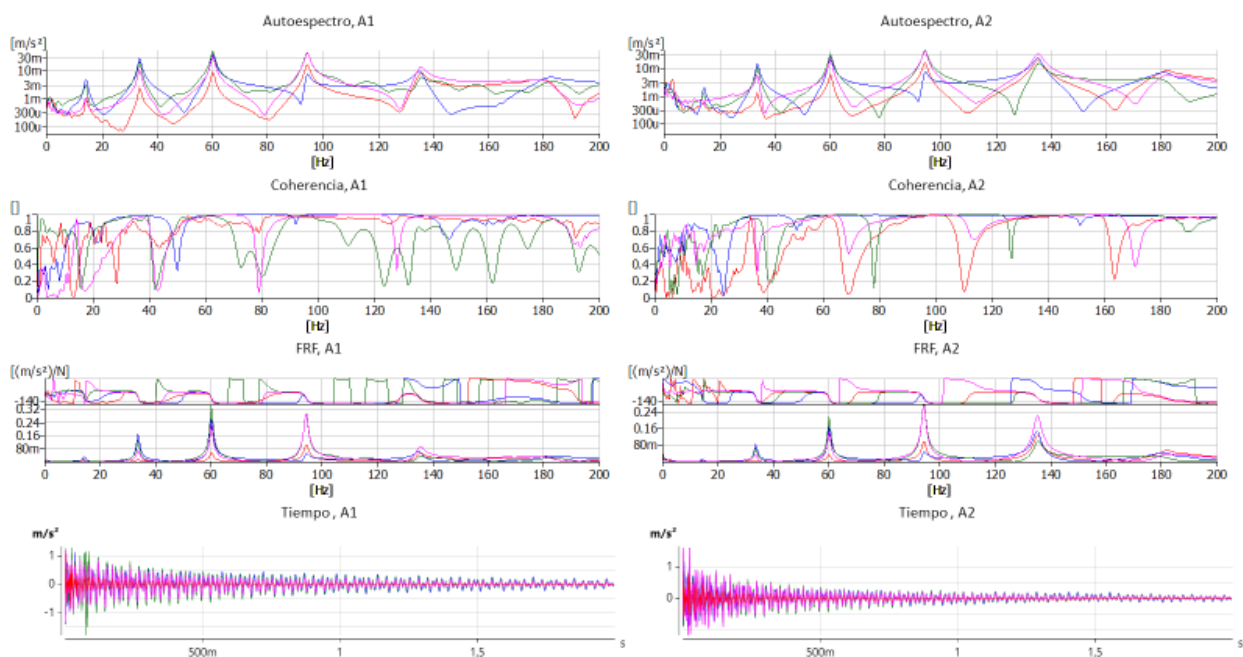 Autoespectro, A1
[m/s²]
30m
10m
3m
1m
300u
100u
0 20 40 60 80 100 120 140 160 180 200
[Hz]
Coherencia, A1
[]
1
0.8
0.6
0.4
0.2
0
0 20 40 60 80 100 120 140 160 180 200
[Hz]
FRF, A1
[(m/s²)/N]
-140
0.32
0.24
0.16
80m
0 20 40 60 80 100 120 140 160 180 200
[Hz]
Tiempo , A1
m/s²
1
0
-1
500m 1 1.5 s
Autoespectro, A2
[m/s²]
30m
10m
3m
1m
300u
100u
0 20 40 60 80 100 120 140 160 180 200
[Hz]
Coherencia, A2
[]
1
0.8
0.6
0.4
0.2
0
0 20 40 60 80 100 120 140 160 180 200
[Hz]
FRF, A2
[(m/s²)/N]
-140
0.24
0.16
80m
0 20 40 60 80 100 120 140 160 180 200
[Hz]
Tiempo , A2
m/s²
1
0
500m 1 1.5 s